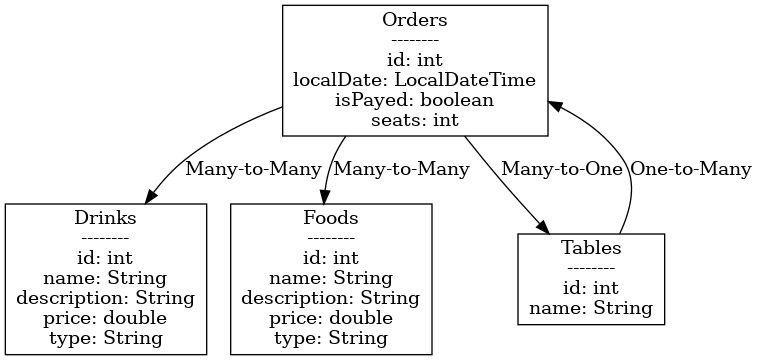 Orders
--------
id: int
localDate: LocalDateTime
isPayed: boolean
seats: int
Many-to-Many
Many-to-Many
Many-to-One
One-to-Many
Drinks
--------
id: int
name: String
description: String
price: double
type: String
Foods
--------
id: int
name: String
description: String
price: double
type: String
Tables
--------
id: int
name: String